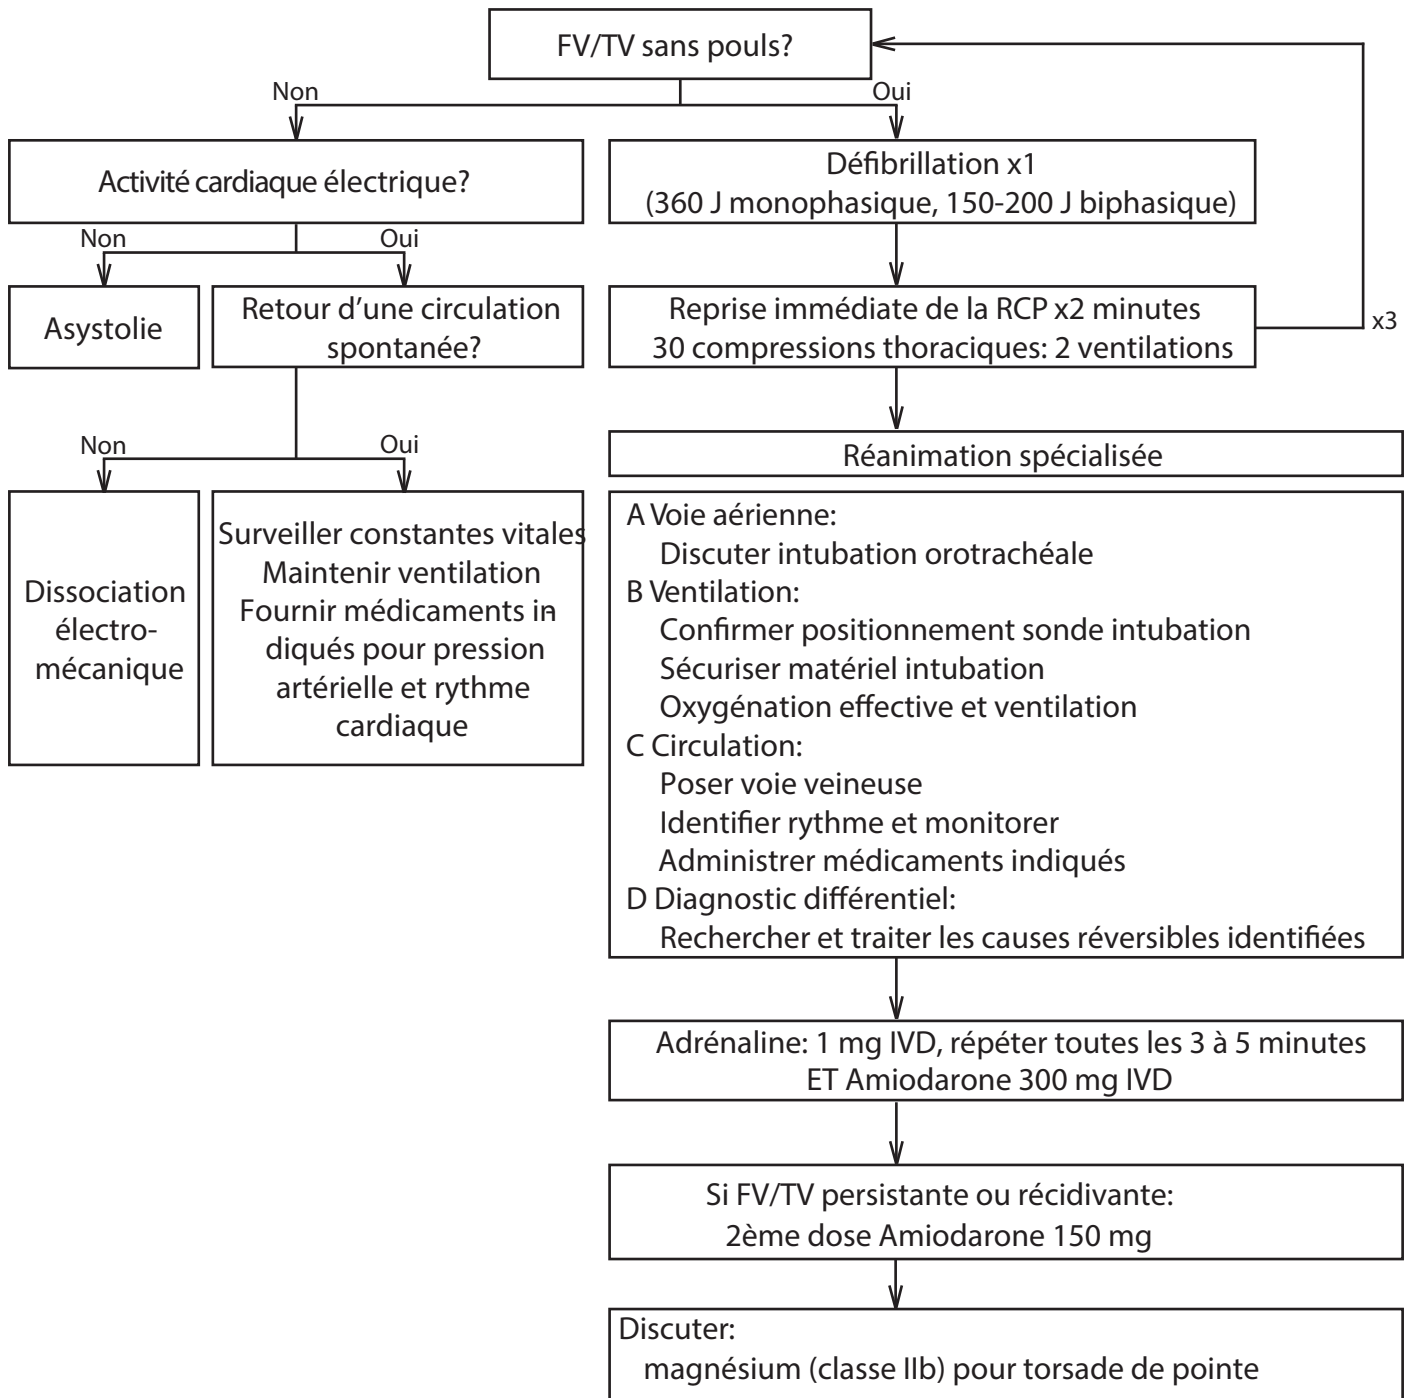 FV/TV sans pouls?
Non
Oui
Activité cardiaque électrique?
Défibrillation x1
(360 J monophasique, 150-200 J biphasique)
Non
Oui
Asystolie
Retour d’une circulation
spontanée?
Reprise immédiate de la RCP x2 minutes
30 compressions thoraciques: 2 ventilations
x3
Non
Oui
Dissociation
électro-
mécanique
Surveiller constantes vitales
Maintenir ventilation
Fournir médicaments in-
diqués pour pression
artérielle et rythme
cardiaque
Réanimation spécialisée
A Voie aérienne:
Discuter intubation orotrachéale
B Ventilation:
Confirmer positionnement sonde intubation
Sécuriser matériel intubation
Oxygénation effective et ventilation
C Circulation:
Poser voie veineuse
Identifier rythme et monitorer
Administrer médicaments indiqués
D Diagnostic différentiel:
Rechercher et traiter les causes réversibles identifiées
Adrénaline: 1 mg IVD, répéter toutes les 3 à 5 minutes
ET Amiodarone 300 mg IVD
Si FV/TV persistante ou récidivante:
2ème dose Amiodarone 150 mg
Discuter:
magnésium (classe IIb) pour torsade de pointe